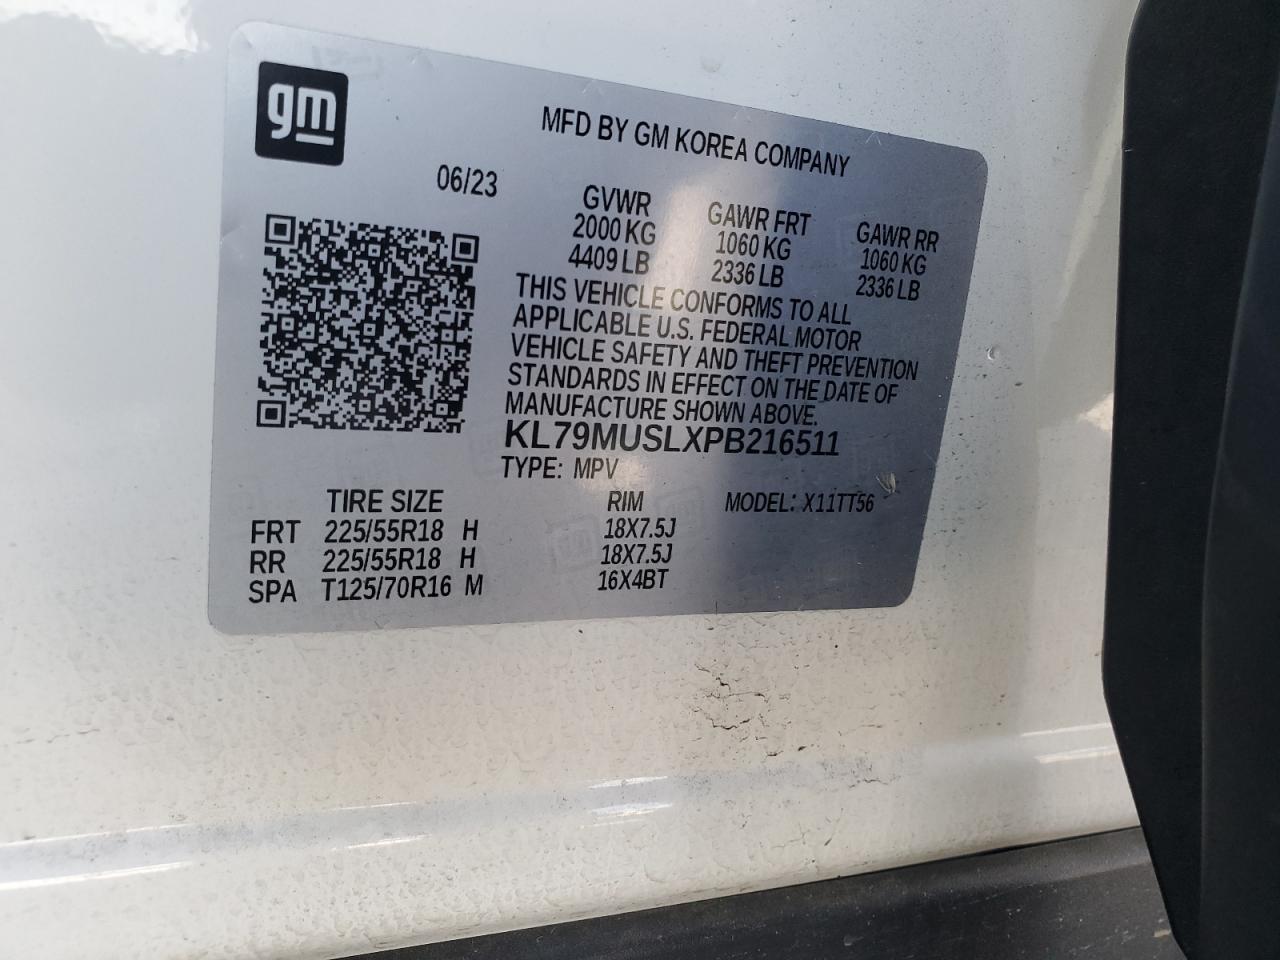 gm
MFD BY GM KOREA COMPANY
06/23
GVWR GAWR FRT GAWR RR
2000 KG 1060 KG 1060 KG
4409 LB 2336 LB 2336 LB
THIS VEHICLE CONFORMS TO ALL
APPLICABLE U.S. FEDERAL MOTOR
VEHICLE SAFETY AND THEFT PREVENTION
STANDARDS IN EFFECT ON THE DATE OF
MANUFACTURE SHOWN ABOVE.
KL79MUSLXPB216511
TYPE: MPV
TIRE SIZE RIM MODEL: X11TT56
FRT 225/55R18 H 18X7.5J
RR 225/55R18 H 18X7.5J
SPA T125/70R16 M 16X4BT